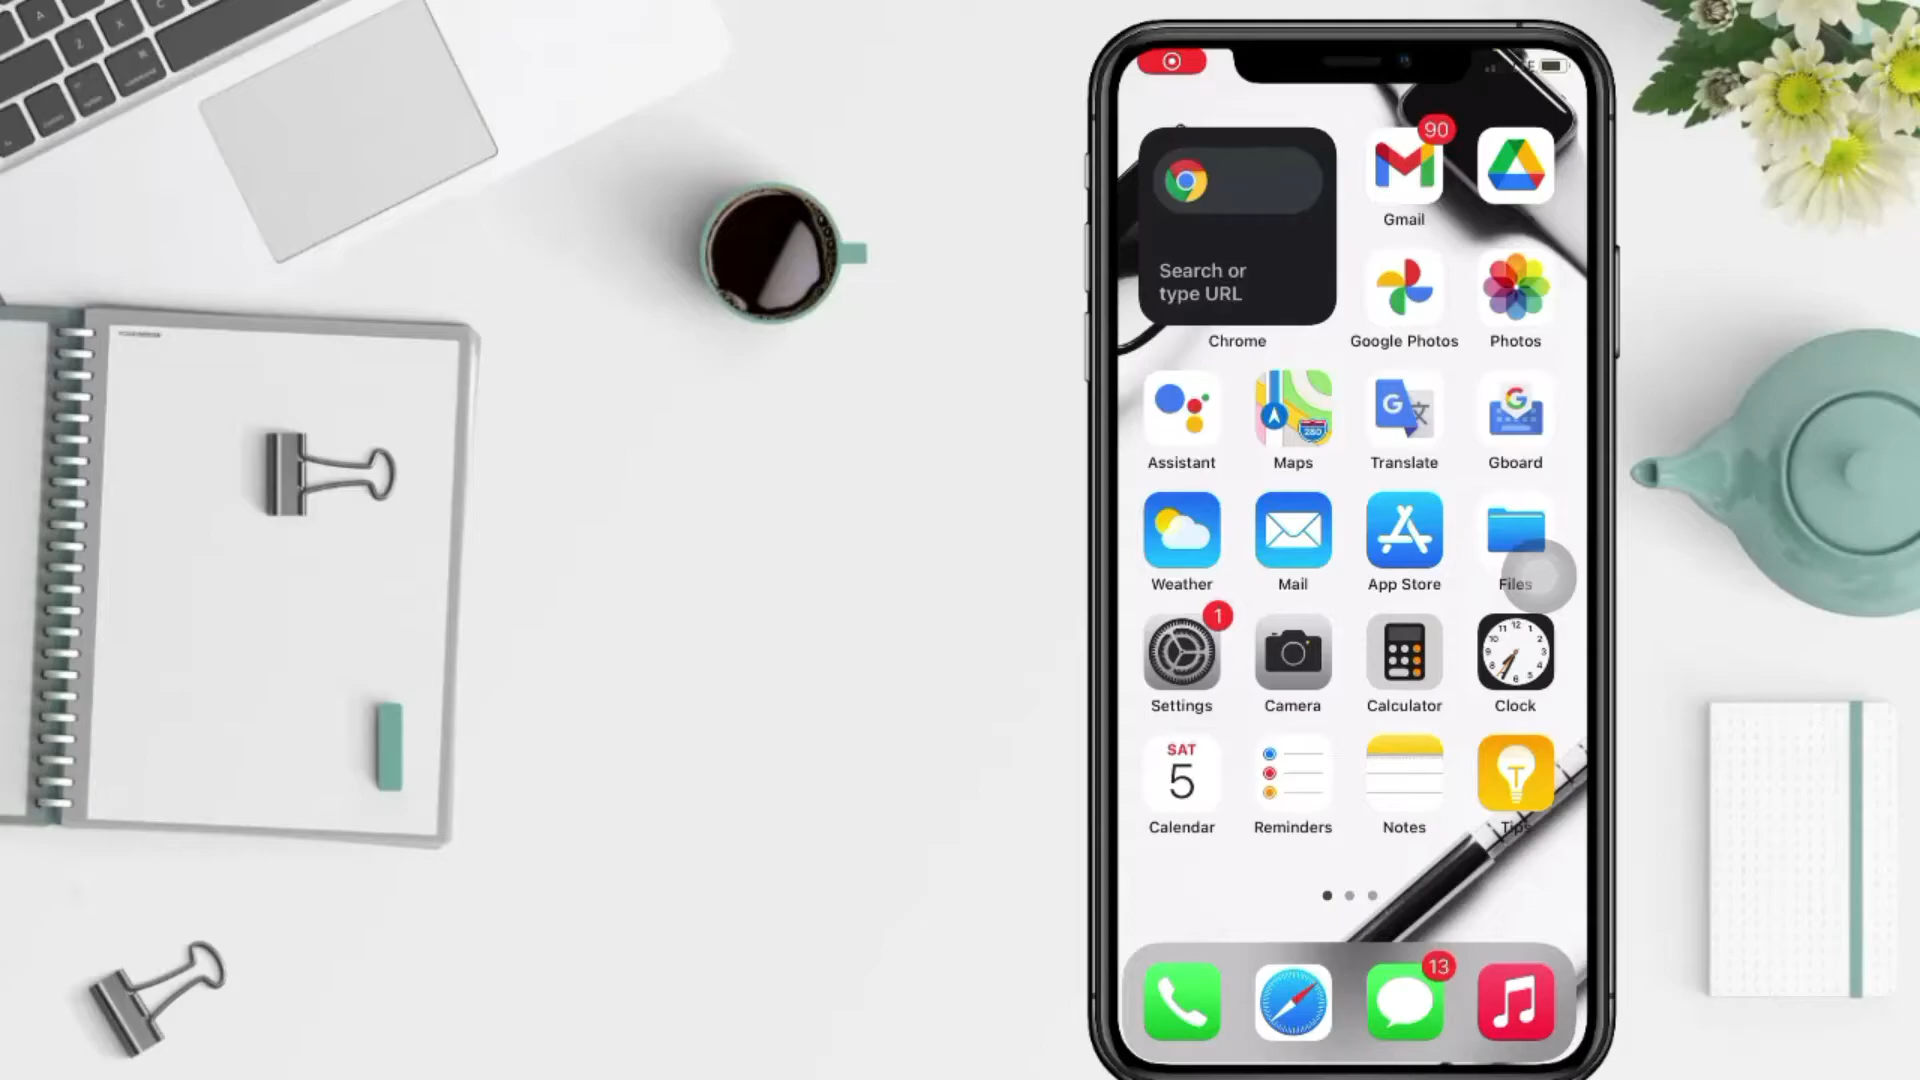 90
Search or
type URL
Gmail
Chrome
Google Photos
Photos
Assistant
Maps
Translate
Gboard
Weather
Mail
App Store
Files
1
Settings
Camera
Calculator
Clock
SAT
5
Calendar
Reminders
Notes
Tips
13